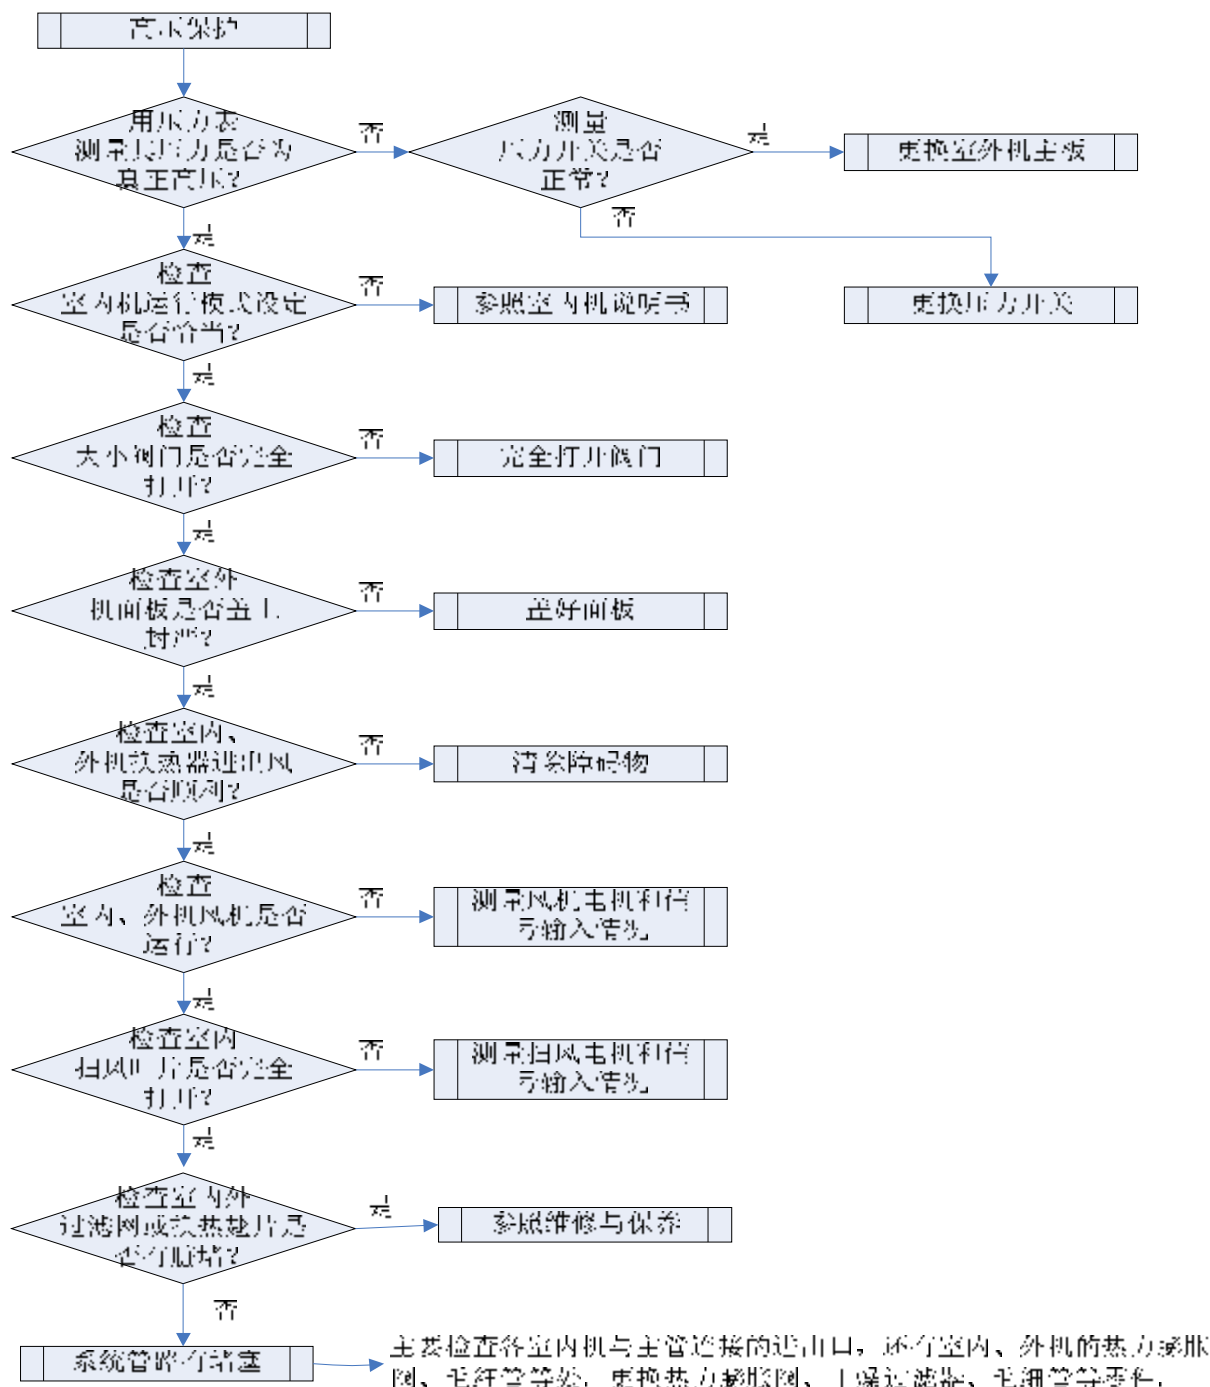 高压保护
用压力表
测量其压力是否为
真正高压?
否
测量
压力开关是否
正常?
是
更换室外机主板
否
更换压力开关
是
检查
室内机运行模式设定
是否恰当?
否
参照室内机说明书
是
检查
大小阀门是否完全
打开?
否
完全打开阀门
是
检查室外
机面板是否盖上
封严?
否
盖好面板
是
检查室内、
外机换热器进出风
是否顺利?
否
清除障碍物
是
检查
室内、外机风机是否
运行?
否
测量风机电机和信
号输入情况
是
检查室内
扫风叶片是否完全
打开?
否
测量扫风电机和信
号输入情况
是
检查室内外
过滤网或换热翅片是
否有脏堵?
是
参照维修与保养
否
系统管路有堵塞
主要检查各室内机与主管连接的进出口，还有室内、外机的热力膨胀
阀、毛细管等处，更换热力膨胀阀、干燥过滤器、毛细管等零件。